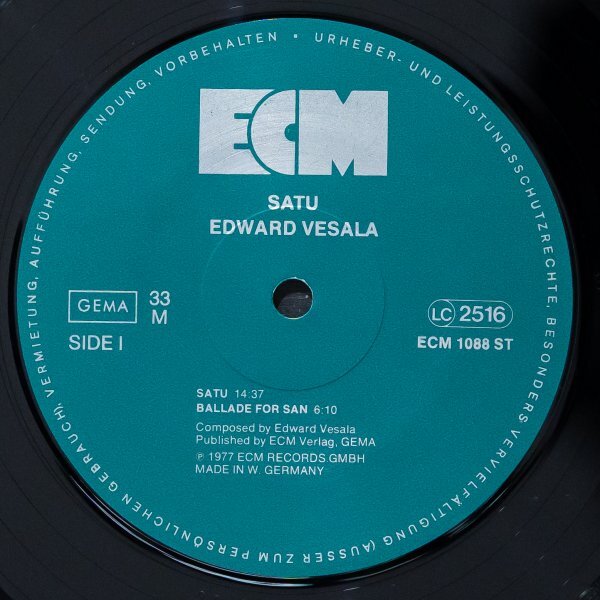 URHEBER- UND LEISTUNGSSCHUTZRECHTE, BESONDERS VERVIELFÄLTIGUNG (AUSSER ZUM PERSÖNLICHEN GEBRAUCH), VERMIETUNG, AUFFÜHRUNG, SENDUNG, VORBEHALTEN •
ECM
SATU
EDWARD VESALA
GEMA 33
M
LC 2516
SIDE I
ECM 1088 ST
SATU 14:37
BALLADE FOR SAN 6:10
Composed by Edward Vesala
Published by ECM Verlag, GEMA
℗ 1977 ECM RECORDS GMBH
MADE IN W. GERMANY